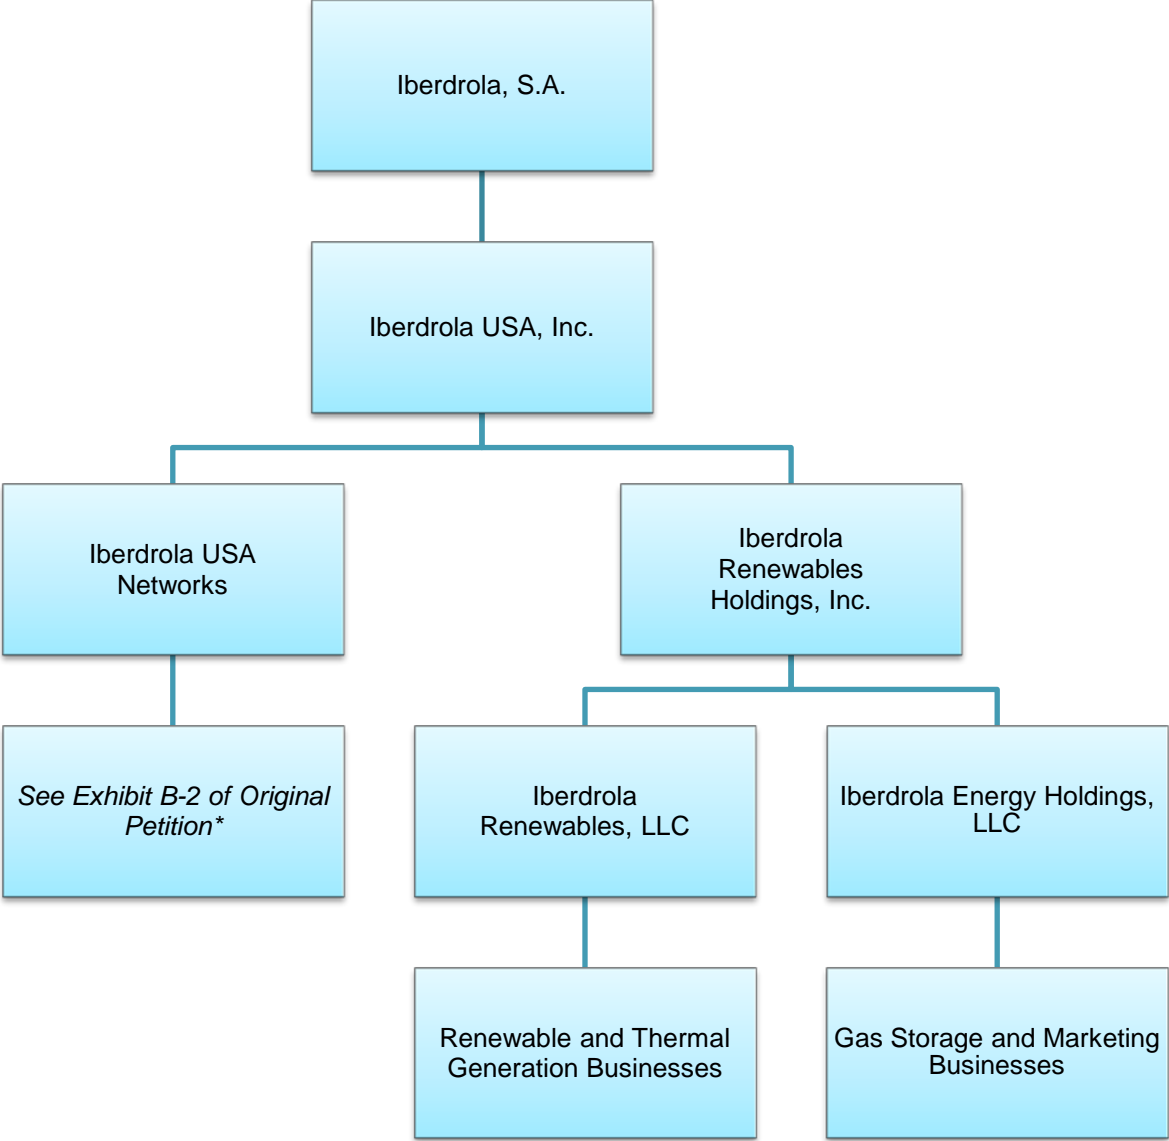 Iberdrola, S.A.
Iberdrola USA, Inc.
Iberdrola USA
Networks
Iberdrola
Renewables
Holdings, Inc.
See Exhibit B-2 of Original
Petition*
Iberdrola
Renewables, LLC
Iberdrola Energy Holdings,
LLC
Renewable and Thermal
Generation Businesses
Gas Storage and Marketing
Businesses